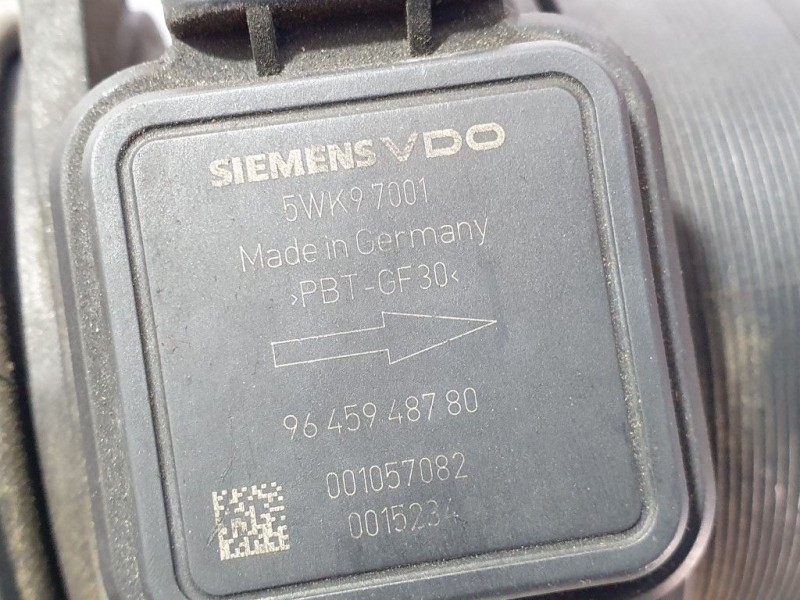 SIEMENS VDO
5WK9 7001
Made in Germany
>PBT-GF30<
96 459 487 80
001057082
0015234